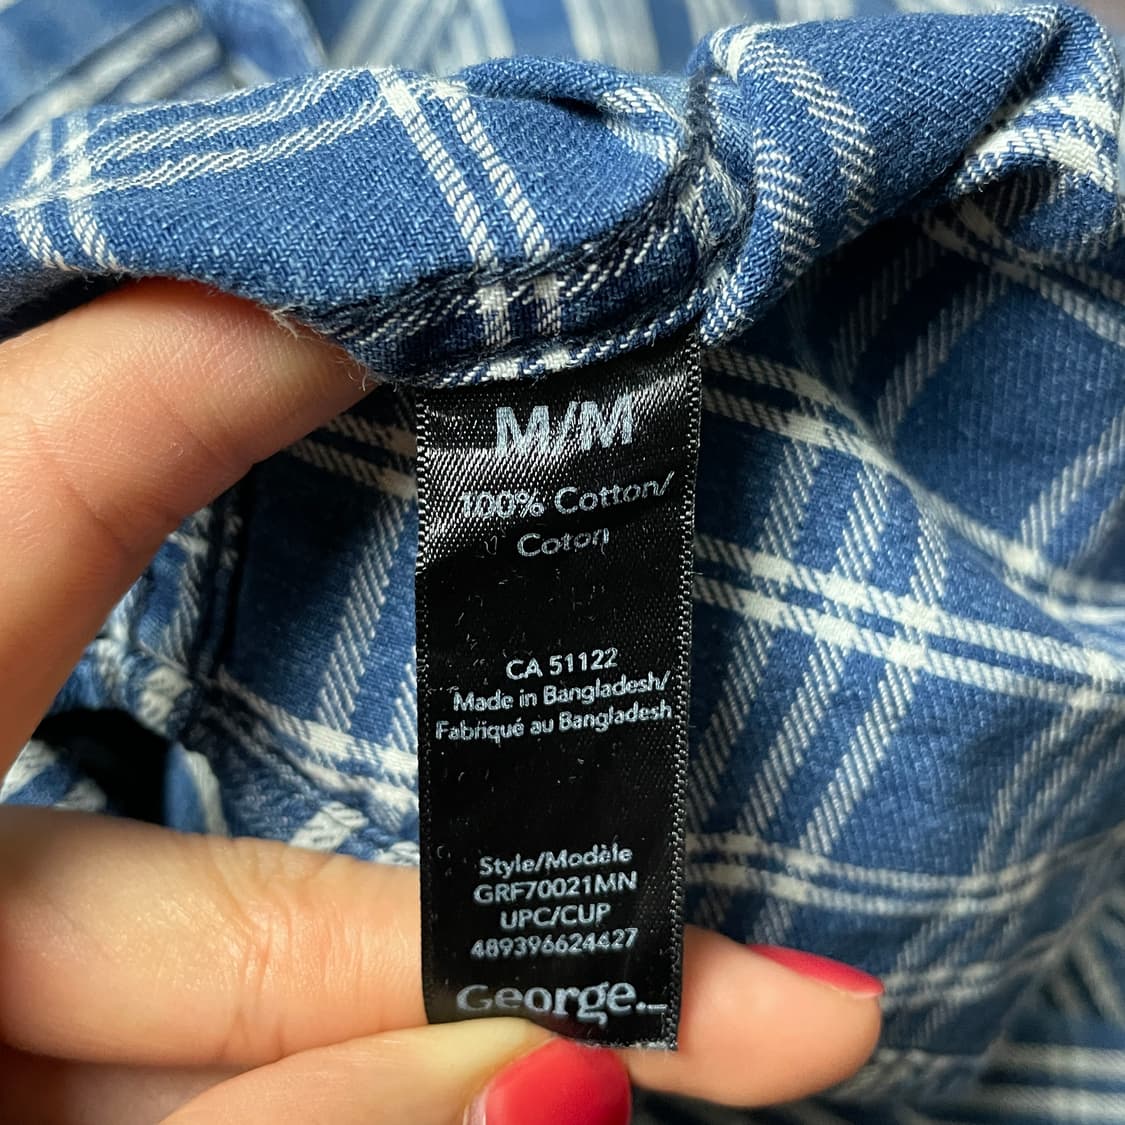 M/M
100% Cotton/
Coton
CA 51122
Made in Bangladesh/
Fabriqué au Bangladesh
Style/Modèle
GRF70021MN
UPC/CUP
489396624427
George.